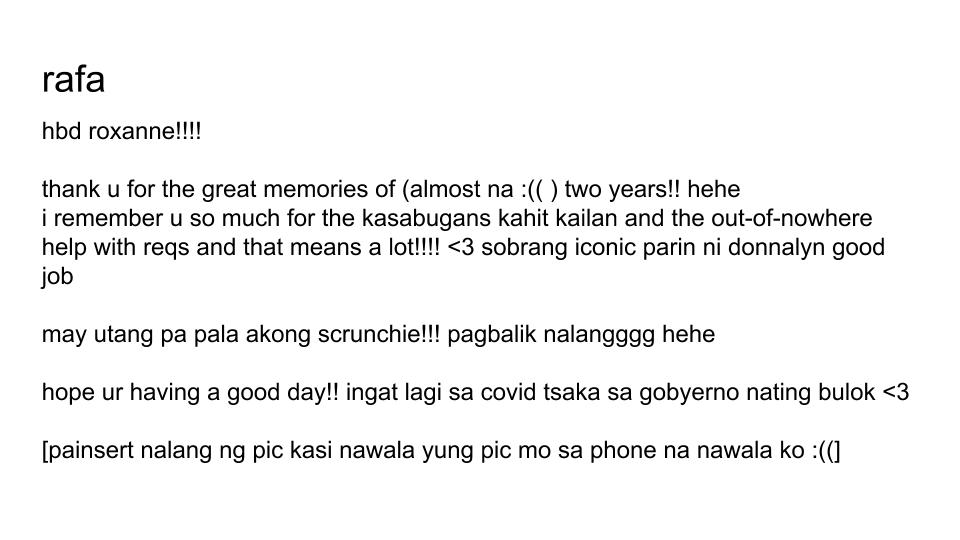 rafa
hbd roxanne!!!!
thank u for the great memories of (almost na :(( ) two years!! hehe
i remember u so much for the kasabugans kahit kailan and the out-of-nowhere
help with reqs and that means a lot!!!! <3 sobrang iconic parin ni donnalyn good
job
may utang pa pala akong scrunchie!!! pagbalik nalangggg hehe
hope ur having a good day!! ingat lagi sa covid tsaka sa gobyerno nating bulok <3
[painsert nalang ng pic kasi nawala yung pic mo sa phone na nawala ko :((]